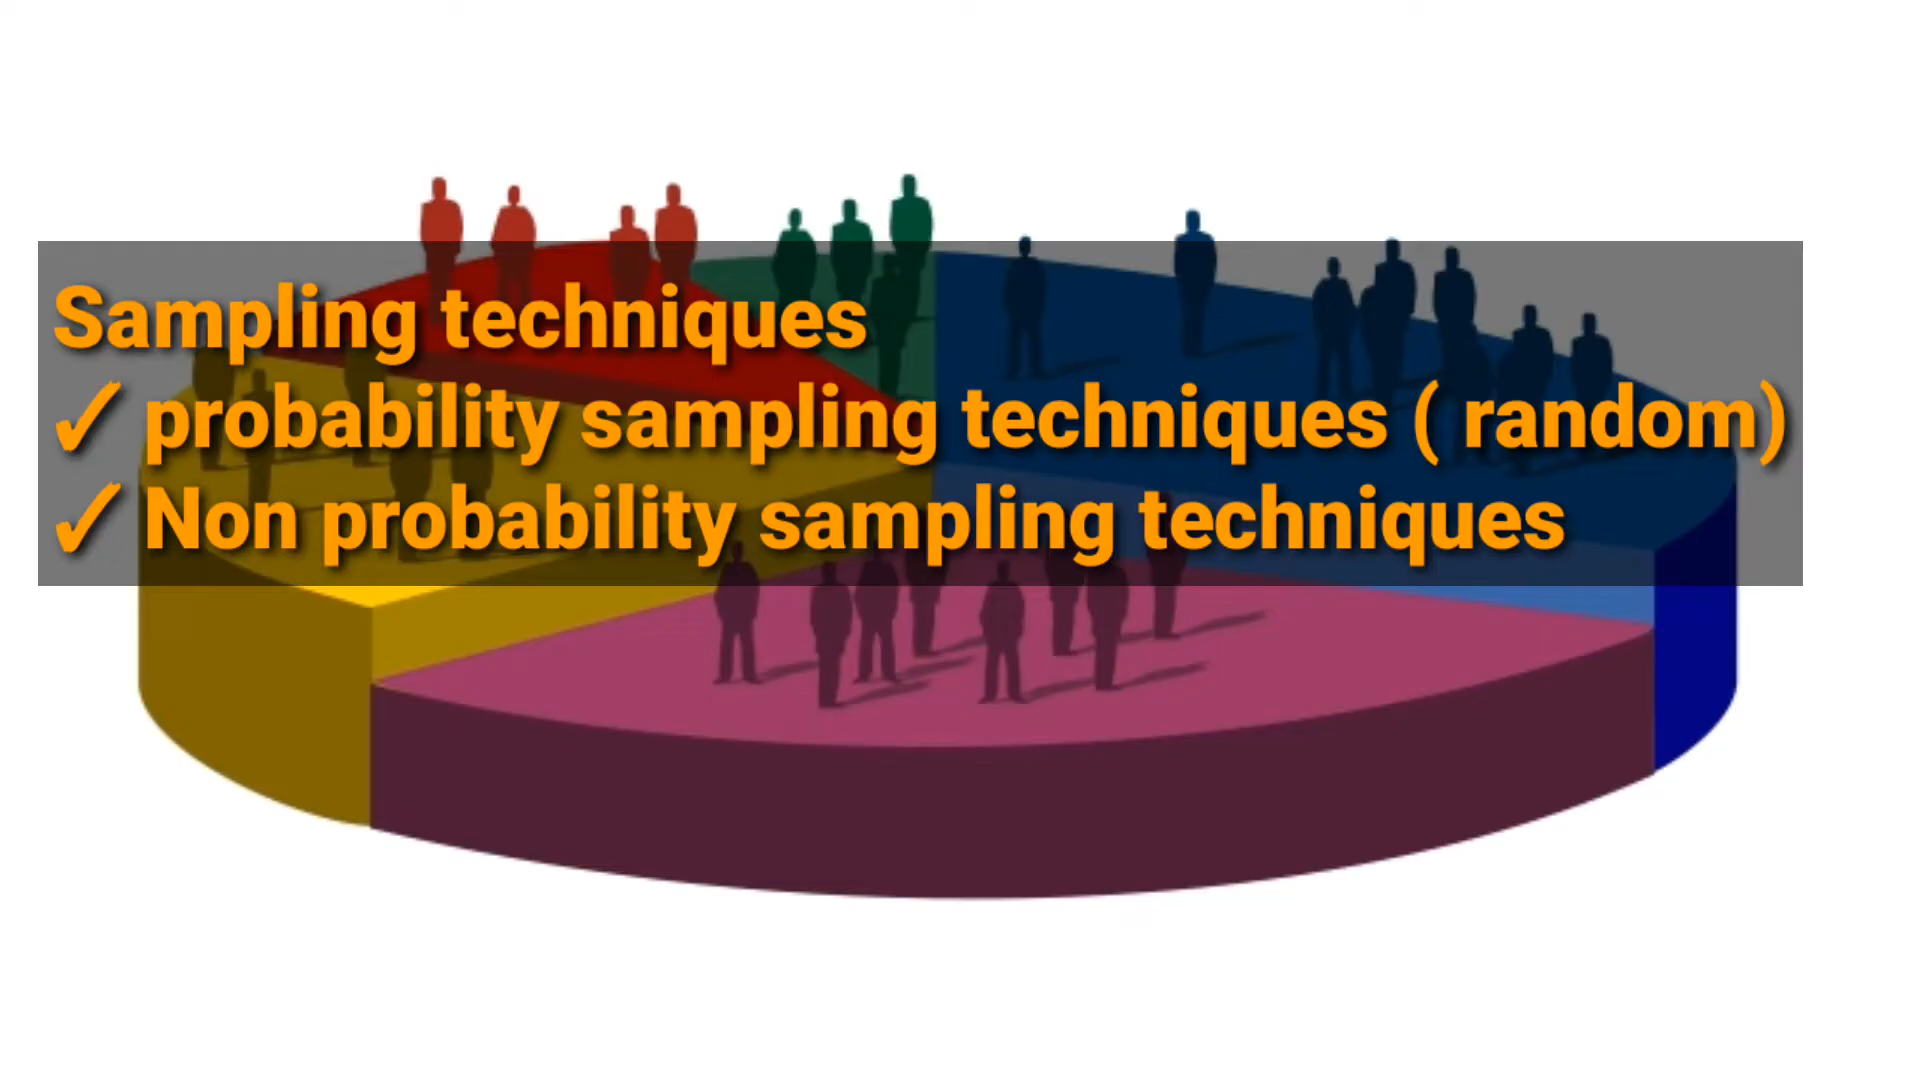 Sampling techniques
✓ probability sampling techniques ( random)
✓ Non probability sampling techniques